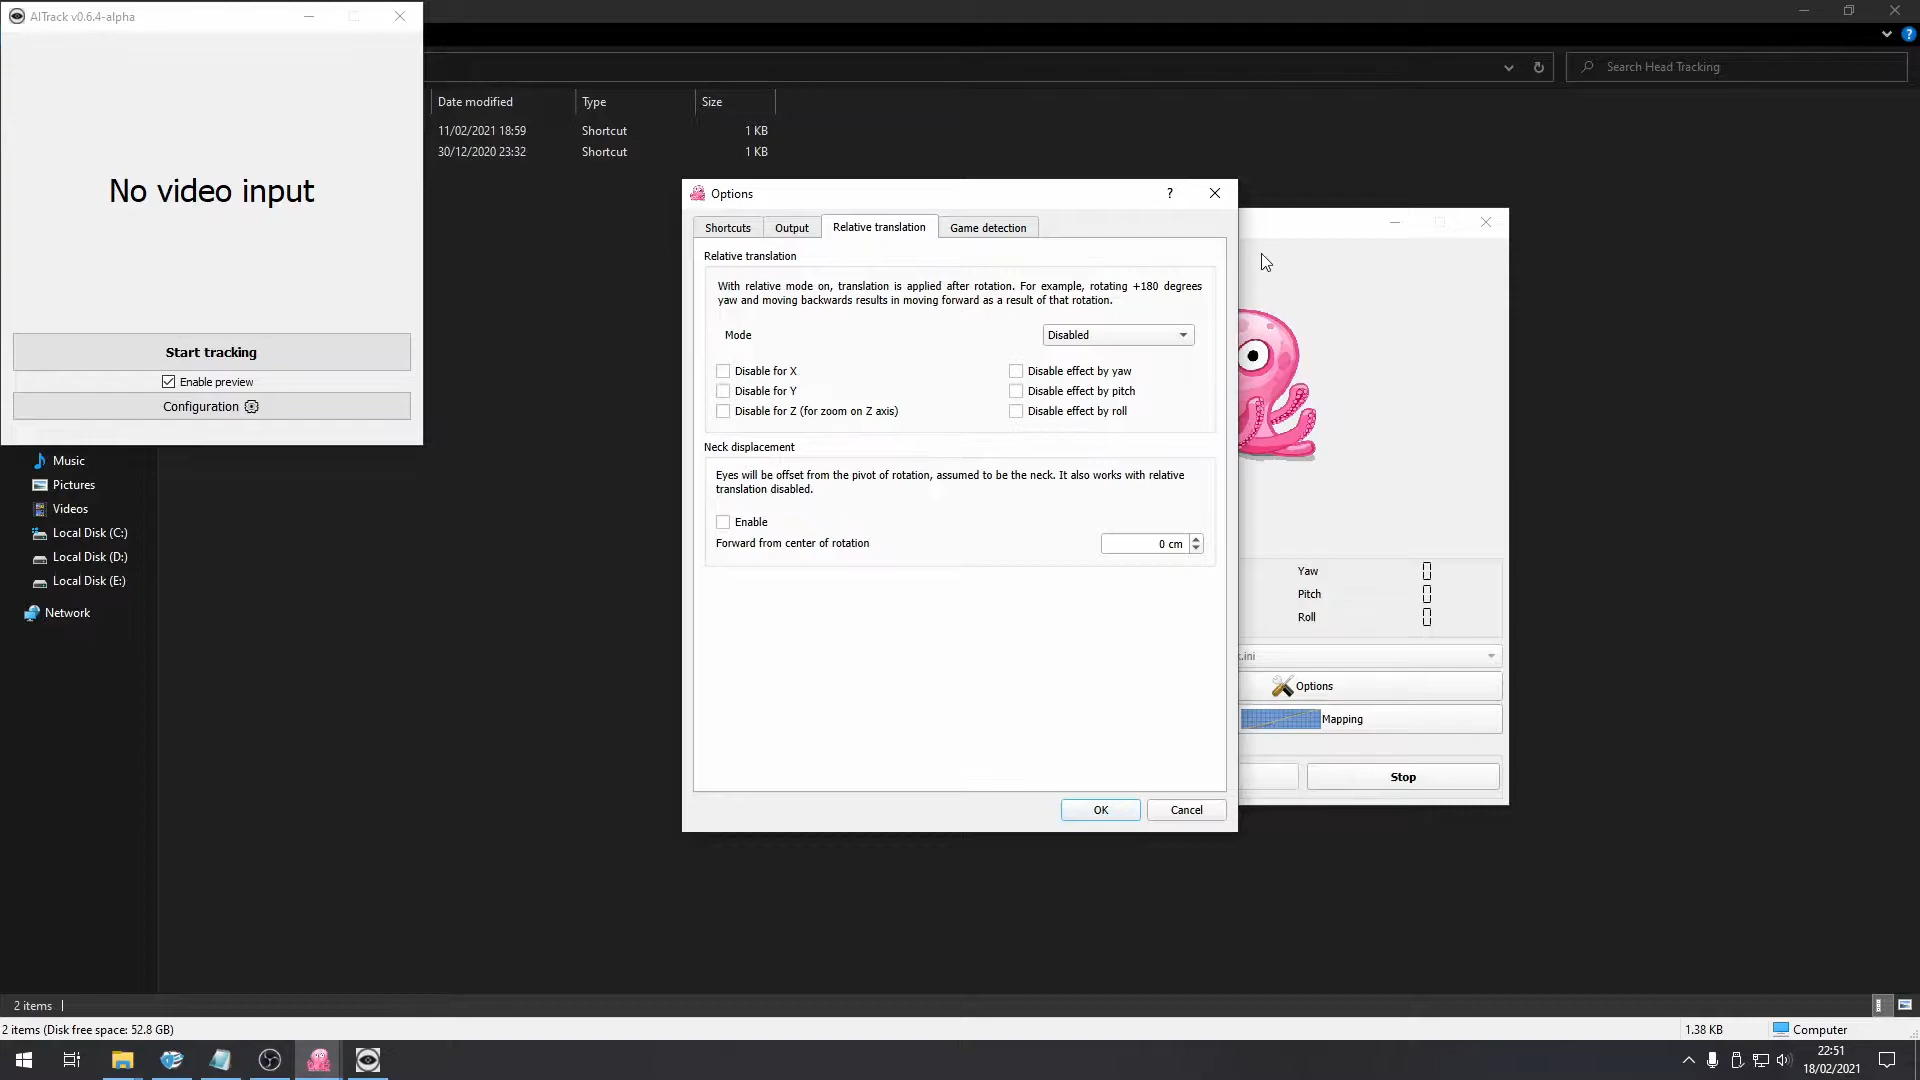 AITrack v0.6.4-alpha
No video input
Start tracking
Enable preview
Configuration
Search Head Tracking
Date modified Type Size
11/02/2021 18:59 Shortcut 1 KB
30/12/2020 23:32 Shortcut 1 KB
Options
Shortcuts Output Relative translation Game detection
Relative translation
With relative mode on, translation is applied after rotation. For example, rotating +180 degrees
yaw and moving backwards results in moving forward as a result of that rotation.
Mode Disabled
Disable for X Disable effect by yaw
Disable for Y Disable effect by pitch
Disable for Z (for zoom on Z axis) Disable effect by roll
Neck displacement
Eyes will be offset from the pivot of rotation, assumed to be the neck. It also works with relative
translation disabled.
Enable
Forward from center of rotation 0 cm
OK Cancel
Yaw 0
Pitch 0
Roll 0
.ini
Options
Mapping
Stop
Music
Pictures
Videos
Local Disk (C:)
Local Disk (D:)
Local Disk (E:)
Network
2 items
2 items (Disk free space: 52.8 GB) 1.38 KB Computer
22:51
18/02/2021